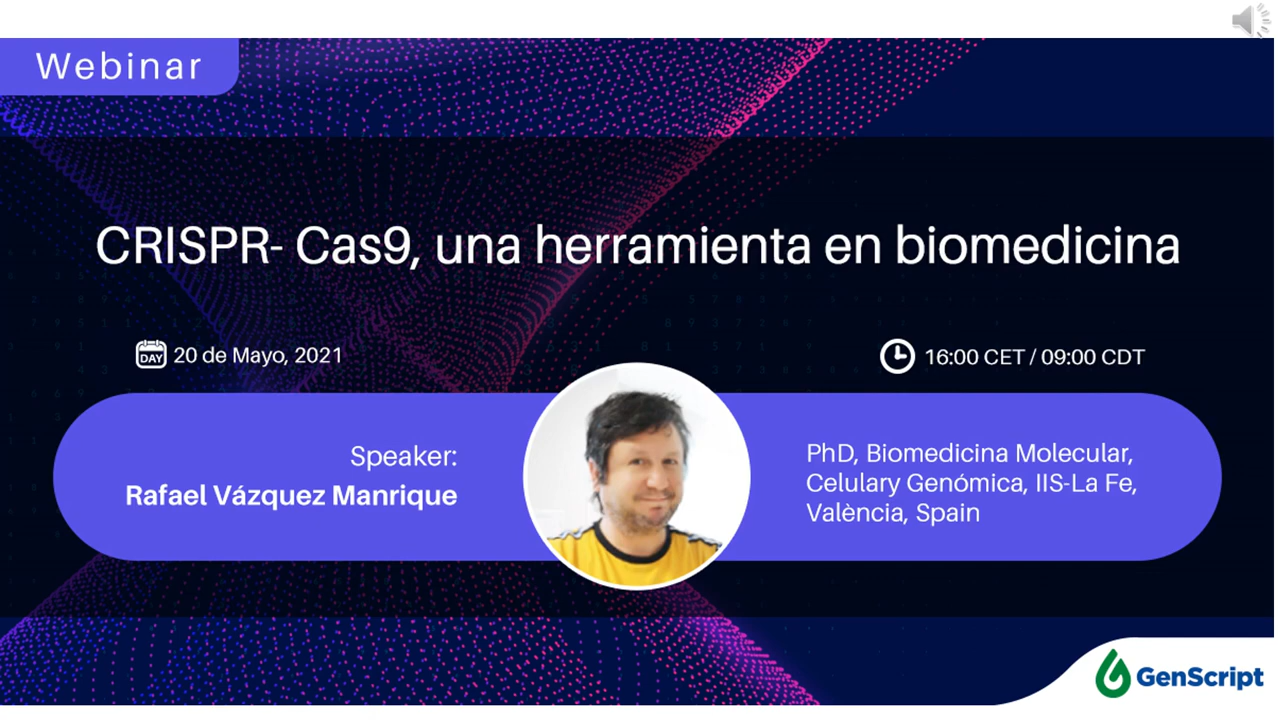 Webinar
CRISPR- Cas9, una herramienta en biomedicina
DAY 20 de Mayo, 2021
16:00 CET / 09:00 CDT
Speaker:
Rafael Vázquez Manrique
PhD, Biomedicina Molecular,
Celulary Genómica, IIS-La Fe,
València, Spain
GenScript